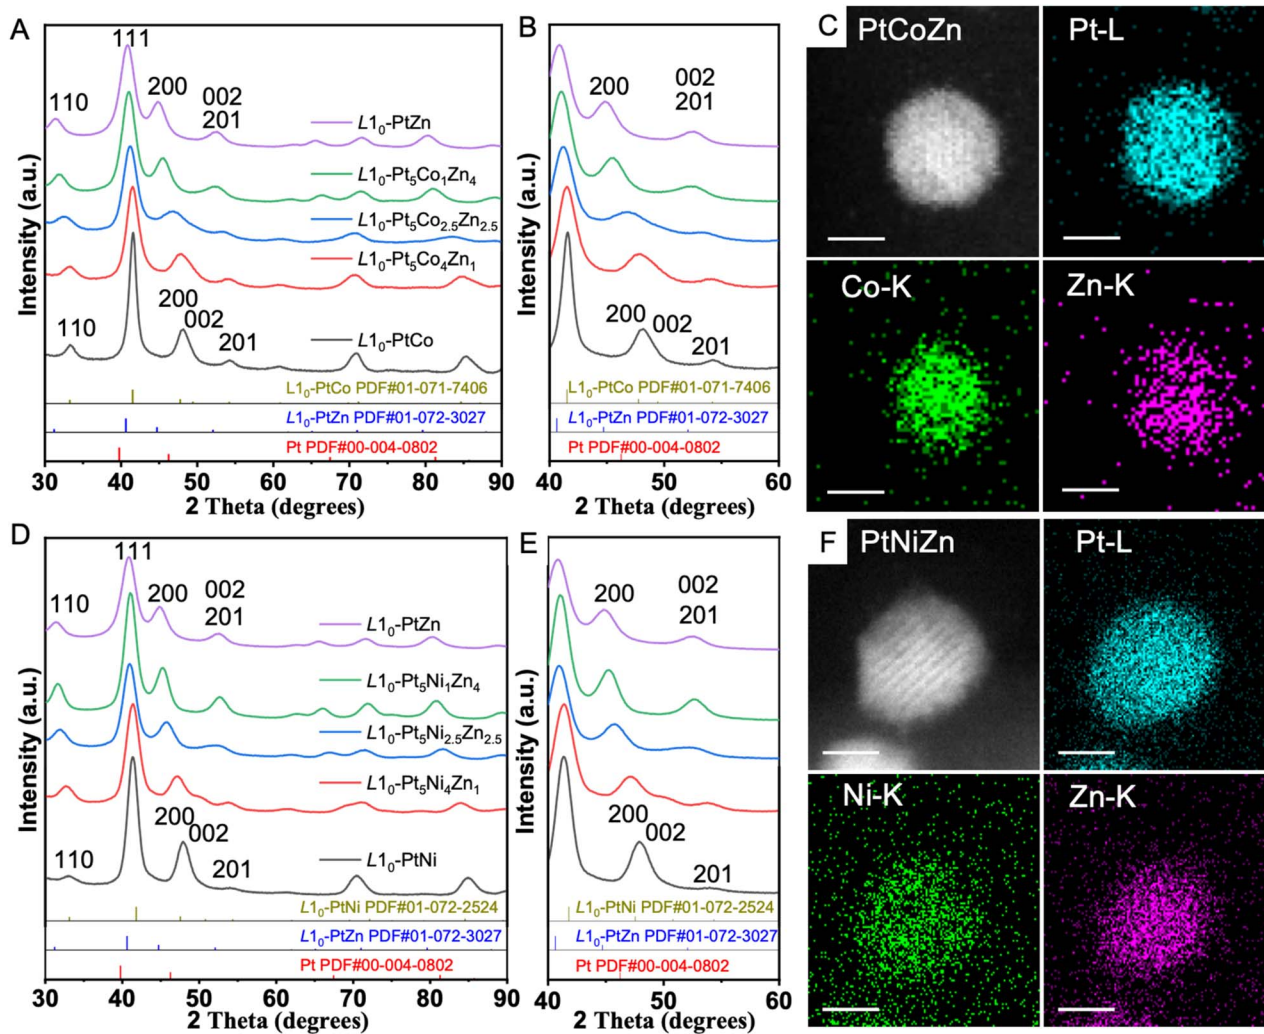 A
111
110
200
002
201
L1₀-PtZn
L1₀-Pt₅Co₁Zn₄
L1₀-Pt₅Co₂.₅Zn₂.₅
L1₀-Pt₅Co₄Zn₁
200
002
110
201
L1₀-PtCo
L1₀-PtCo PDF#01-071-7406
L1₀-PtZn PDF#01-072-3027
Pt PDF#00-004-0802
Intensity (a.u.)
30 40 50 60 70 80 90
2 Theta (degrees)
B
200
002
201
200
002
201
L1₀-PtCo PDF#01-071-7406
L1₀-PtZn PDF#01-072-3027
Pt PDF#00-004-0802
Intensity (a.u.)
40 50 60
2 Theta (degrees)
C
PtCoZn
Pt-L
Co-K
Zn-K
D
111
110
200
002
201
L1₀-PtZn
L1₀-Pt₅Ni₁Zn₄
L1₀-Pt₅Ni₂.₅Zn₂.₅
L1₀-Pt₅Ni₄Zn₁
200
002
110
201
L1₀-PtNi
L1₀-PtNi PDF#01-072-2524
L1₀-PtZn PDF#01-072-3027
Pt PDF#00-004-0802
Intensity (a.u.)
30 40 50 60 70 80 90
2 Theta (degrees)
E
200
002
201
200
002
201
L1₀-PtNi PDF#01-072-2524
L1₀-PtZn PDF#01-072-3027
Pt PDF#00-004-0802
Intensity (a.u.)
40 50 60
2 Theta (degrees)
F
PtNiZn
Pt-L
Ni-K
Zn-K